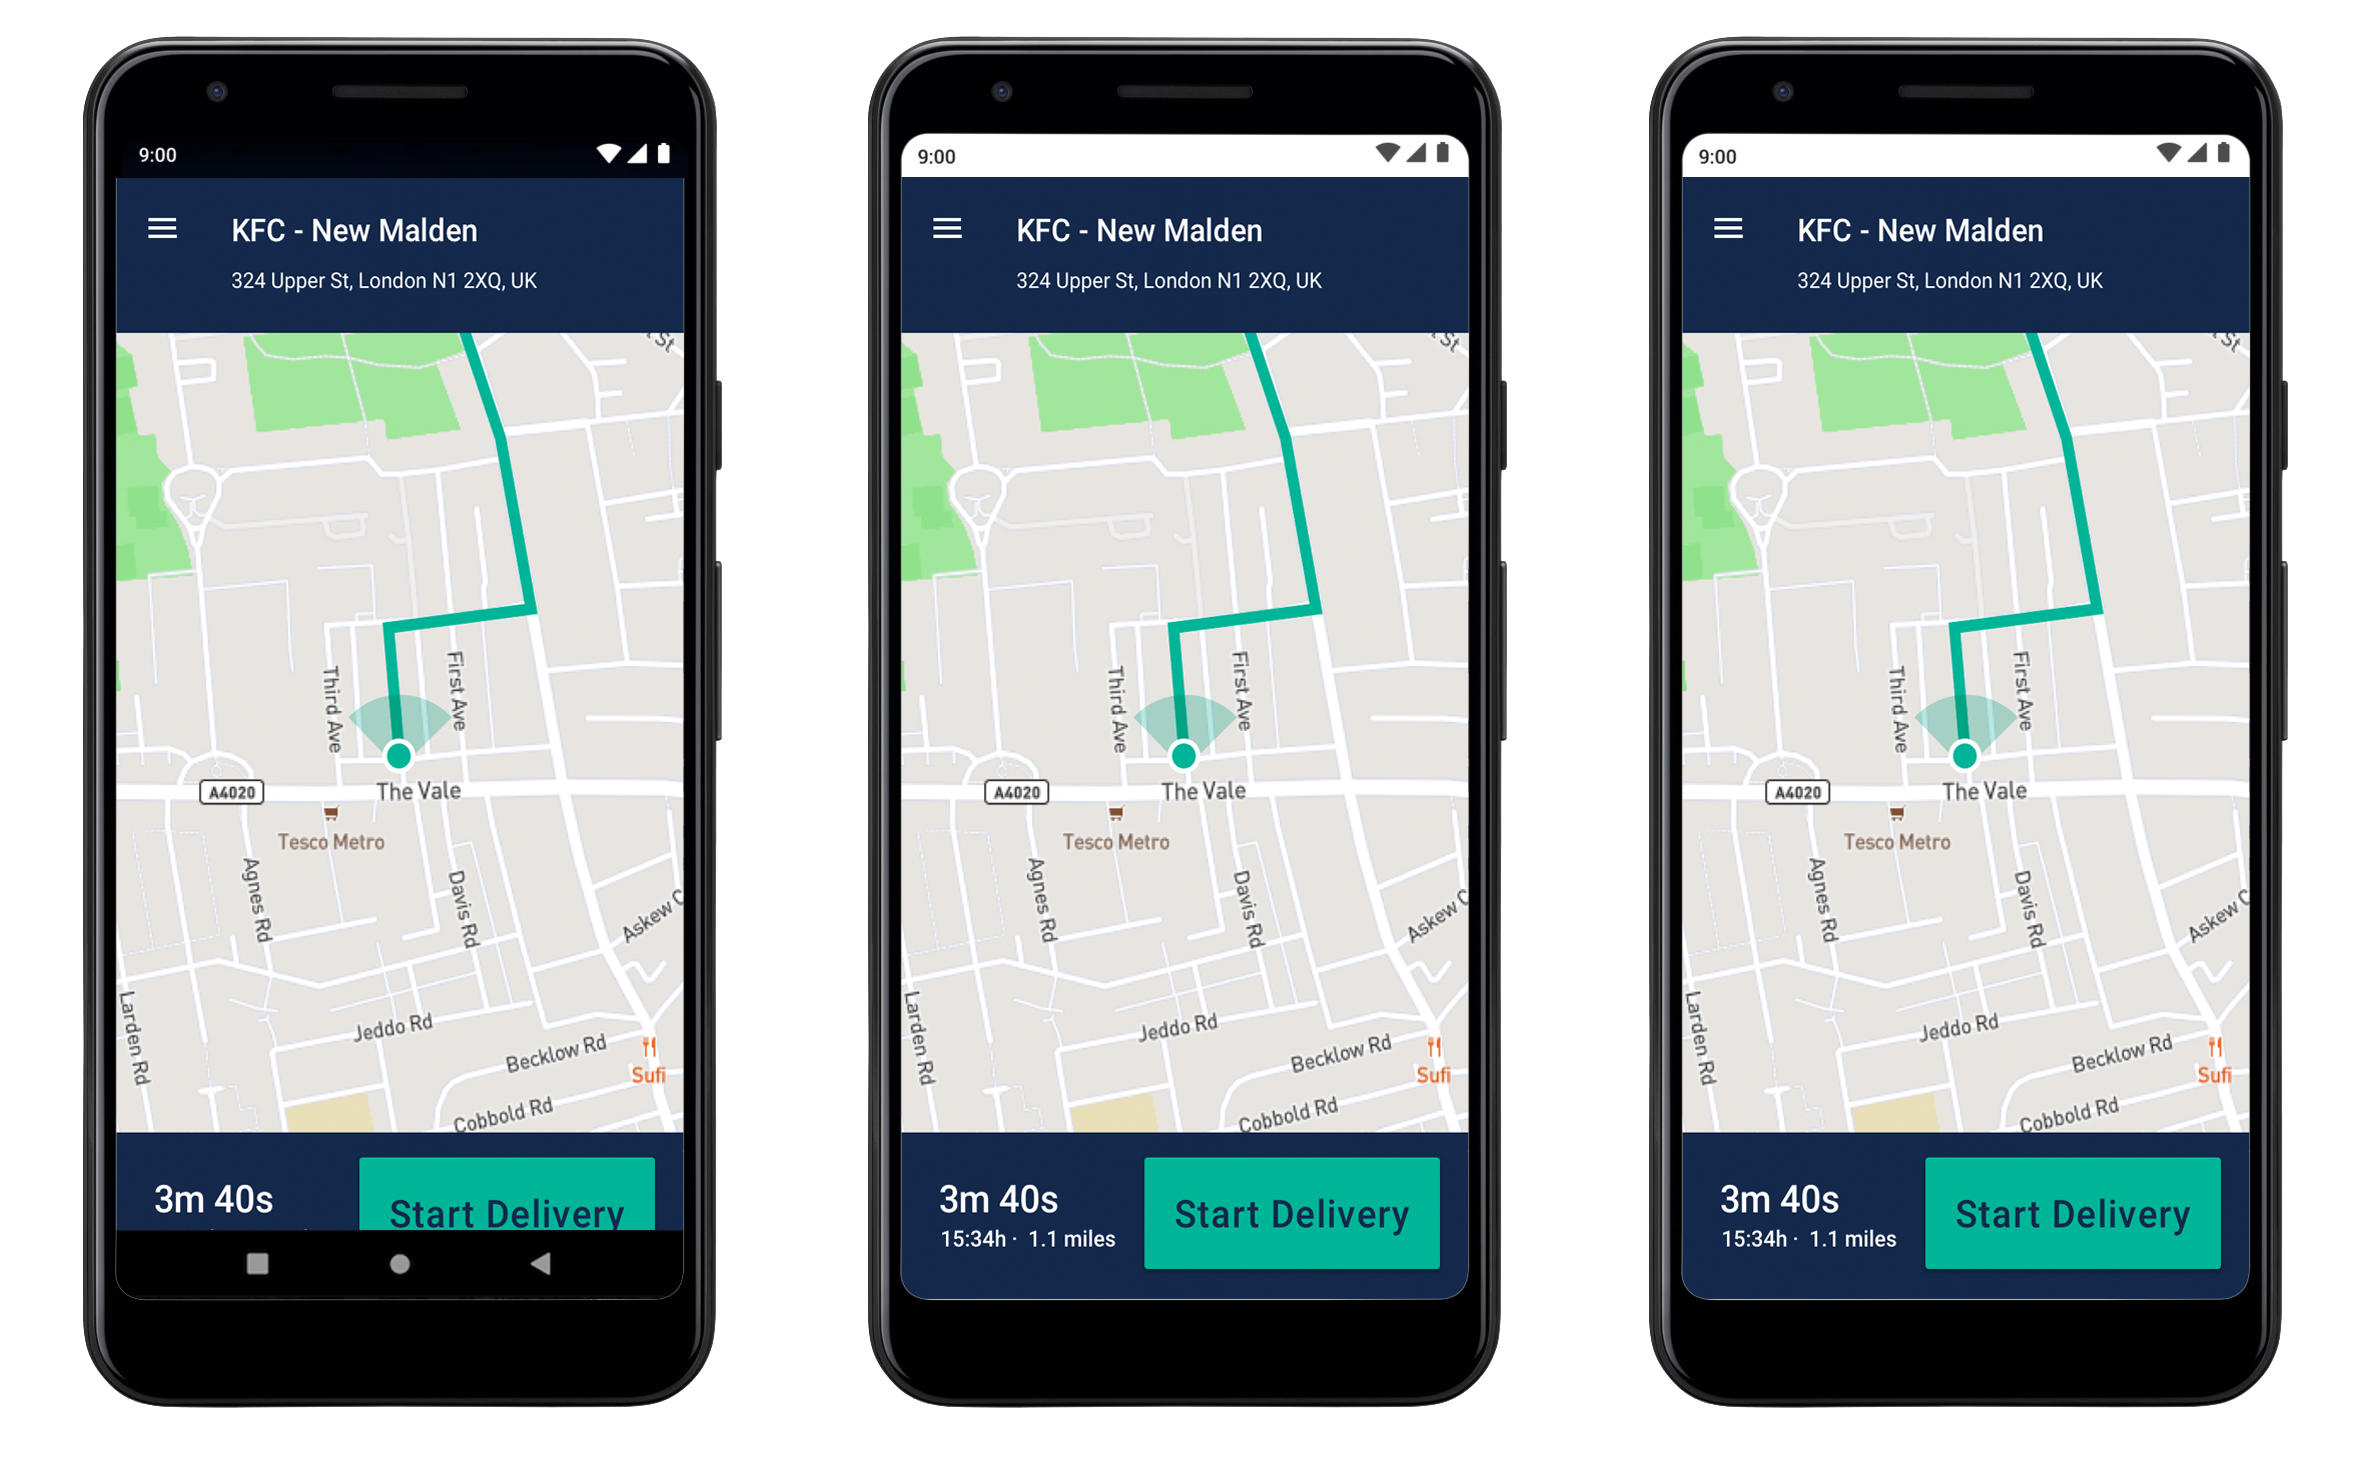 9:00
KFC - New Malden
324 Upper St, London N1 2XQ, UK
St
First Ave
Third Ave
A4020
The Vale
Tesco Metro
Agnes Rd
Davis Rd
Askew C
Larden Rd
Jeddo Rd
Becklow Rd
Sufi
Cobbold Rd
3m 40s
Start Delivery
9:00
KFC - New Malden
324 Upper St, London N1 2XQ, UK
St
First Ave
Third Ave
A4020
The Vale
Tesco Metro
Agnes Rd
Davis Rd
Askew C
Larden Rd
Jeddo Rd
Becklow Rd
Sufi
Cobbold Rd
3m 40s
15:34h · 1.1 miles
Start Delivery
9:00
KFC - New Malden
324 Upper St, London N1 2XQ, UK
St
First Ave
Third Ave
A4020
The Vale
Tesco Metro
Agnes Rd
Davis Rd
Askew C
Larden Rd
Jeddo Rd
Becklow Rd
Sufi
Cobbold Rd
3m 40s
15:34h · 1.1 miles
Start Delivery